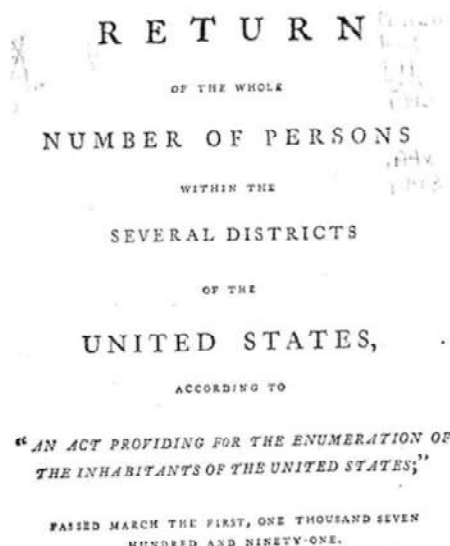 RETURN
OF THE WHOLE
NUMBER OF PERSONS
WITHIN THE
SEVERAL DISTRICTS
OF THE
UNITED STATES,
ACCORDING TO
"AN ACT PROVIDING FOR THE ENUMERATION OF
THE INHABITANTS OF THE UNITED STATES;"
PASSED MARCH THE FIRST, ONE THOUSAND SEVEN
HUNDRED AND NINETY-ONE.